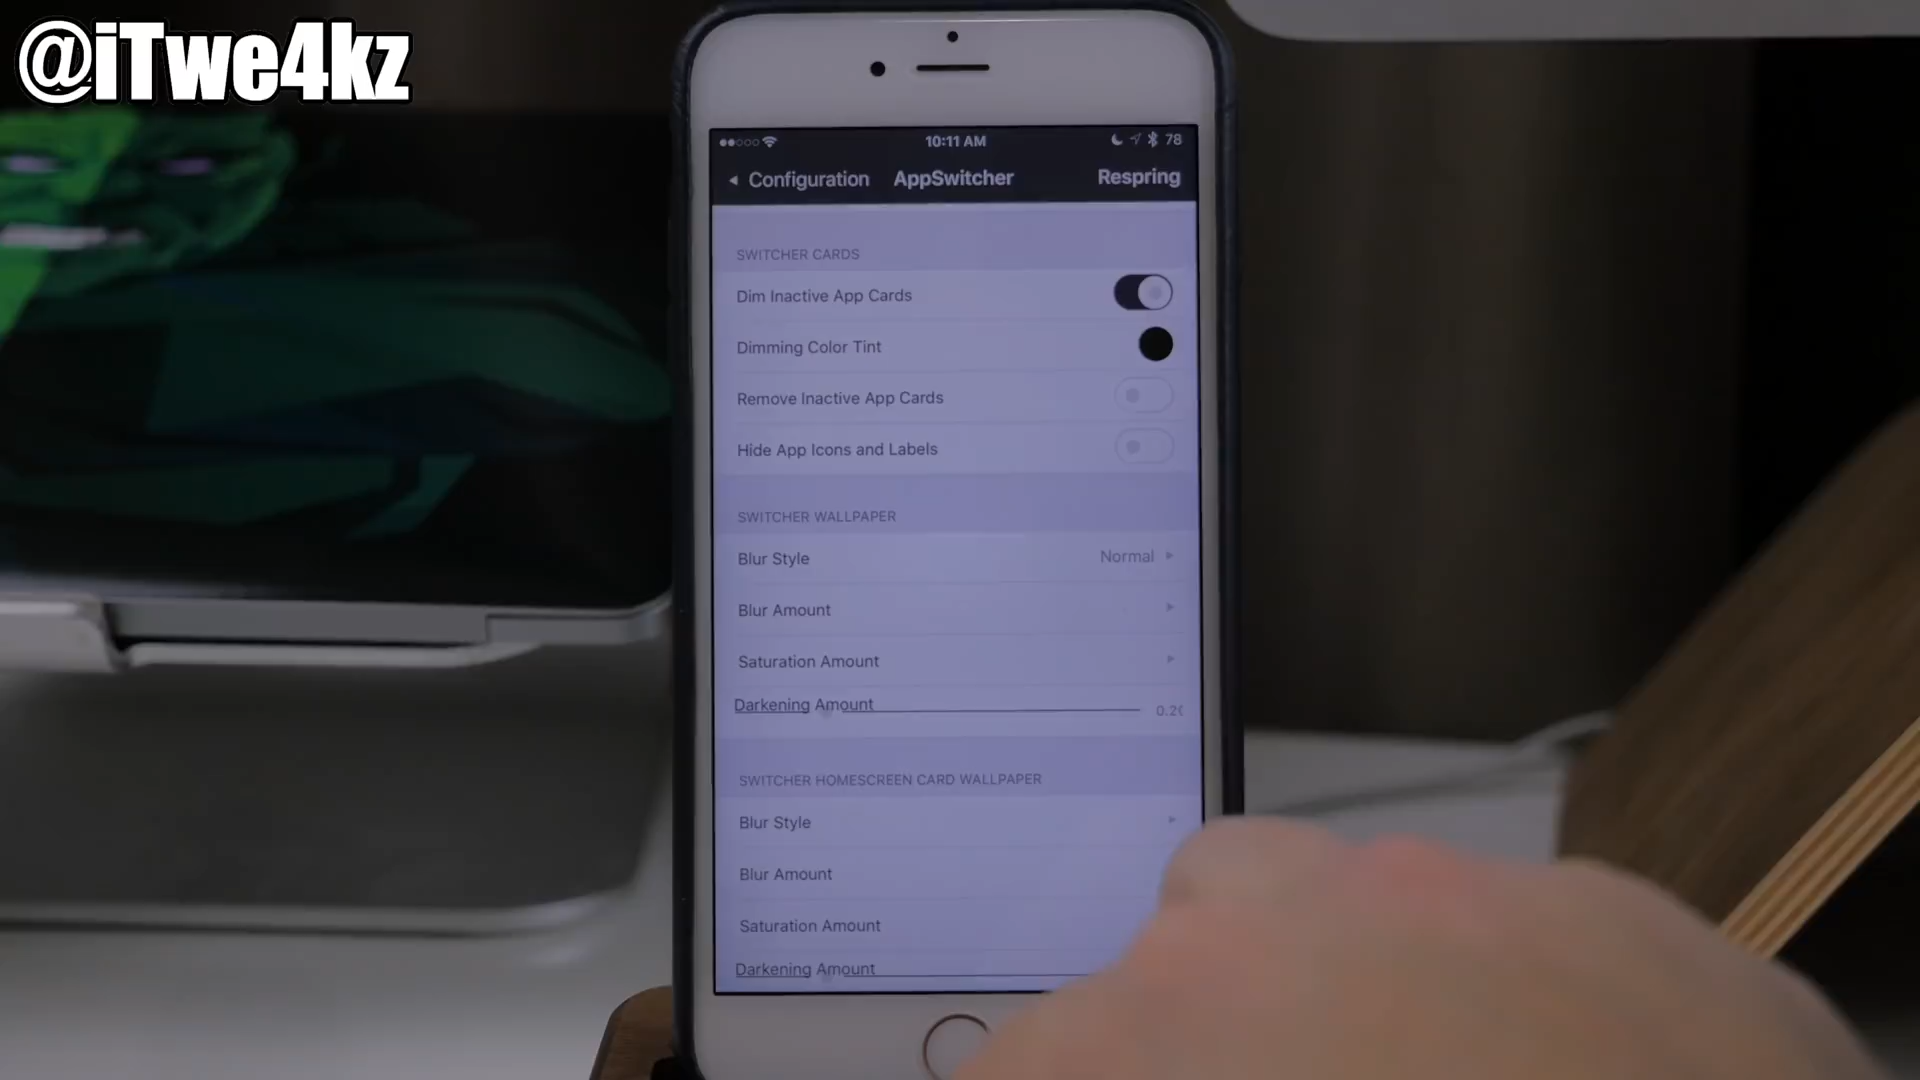 @iTwe4kz
10:11 AM 78
Configuration AppSwitcher Respring
SWITCHER CARDS
Dim Inactive App Cards
Dimming Color Tint
Remove Inactive App Cards
Hide App Icons and Labels
SWITCHER WALLPAPER
Blur Style Normal
Blur Amount
Saturation Amount
Darkening Amount 0.20
SWITCHER HOMESCREEN CARD WALLPAPER
Blur Style
Blur Amount
Saturation Amount
Darkening Amount